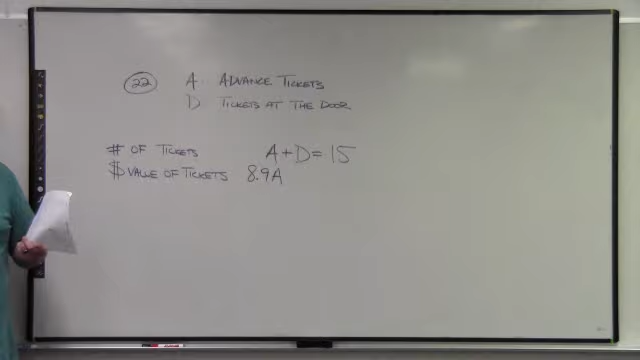 22 A ADVANCE TICKETS
D TICKETS AT THE DOOR
# OF TICKETS A + D = 15
$ VALUE OF TICKETS 8.9A